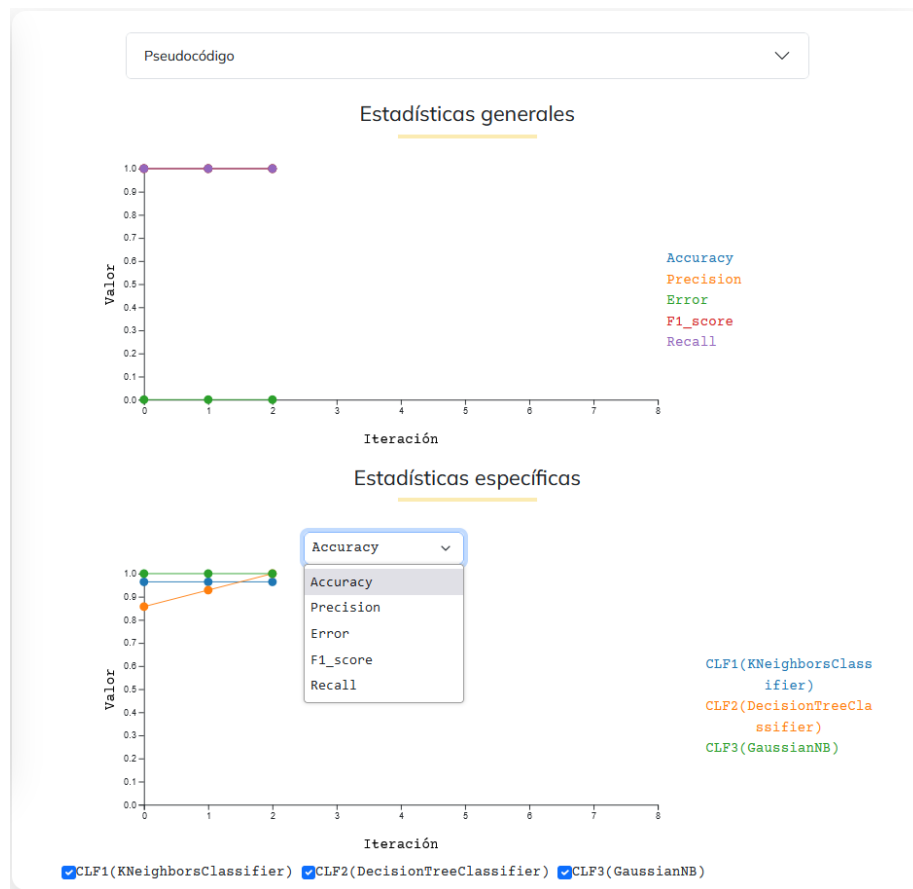 Pseudocódigo
Estadísticas generales
1.0
0.9
0.8
0.7
0.6
0.5
0.4
0.3
0.2
0.1
0.0
Valor
0 1 2 3 4 5 6 7 8
Iteración
Accuracy
Precision
Error
F1_score
Recall
Estadísticas específicas
Accuracy
Accuracy
Precision
Error
F1_score
Recall
1.0
0.9
0.8
0.7
0.6
0.5
0.4
0.3
0.2
0.1
0.0
Valor
0 1 2 3 4 5 6 7 8
Iteración
CLF1(KNeighborsClass
ifier)
CLF2(DecisionTreeCla
ssifier)
CLF3(GaussianNB)
CLF1(KNeighborsClassifier) CLF2(DecisionTreeClassifier) CLF3(GaussianNB)